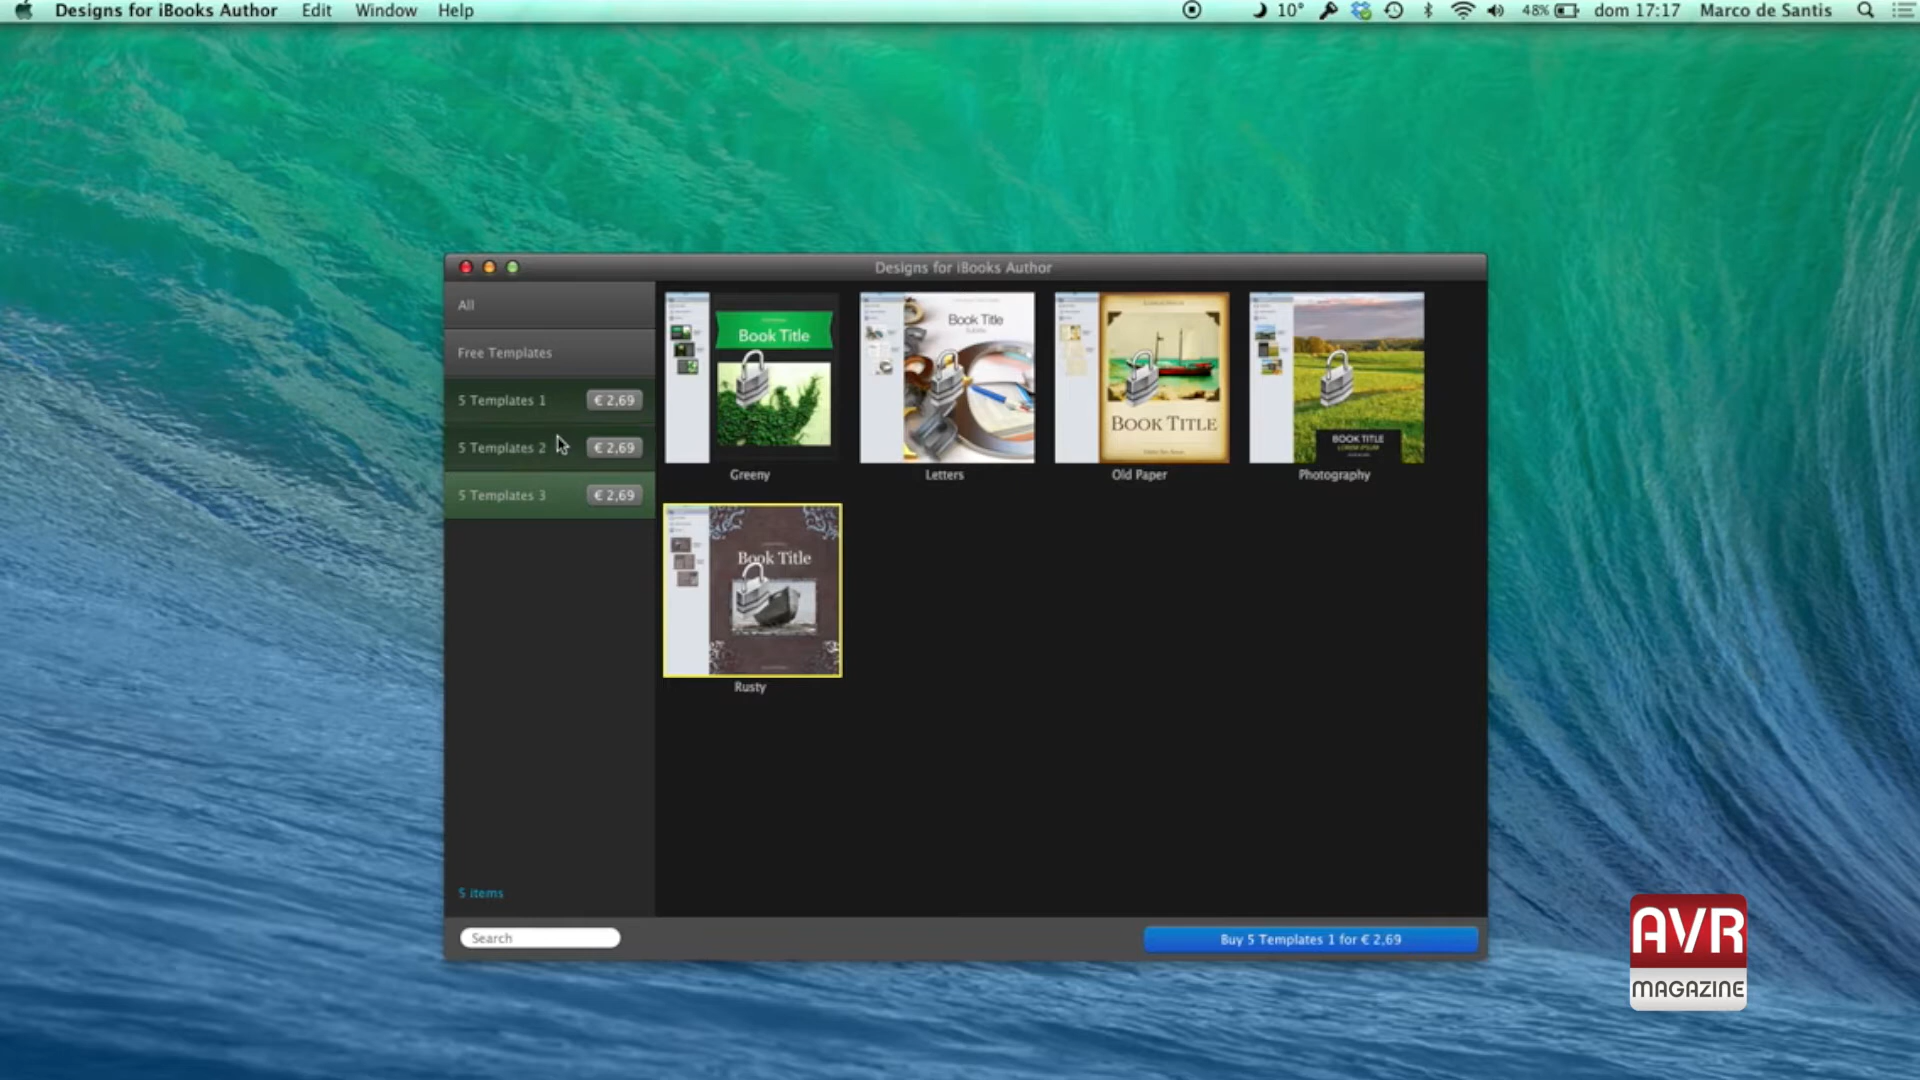 Designs for iBooks Author Edit Window Help 10° 48% dom 17:17 Marco de Santis
Designs for iBooks Author
All
Free Templates
5 Templates 1 € 2,69
5 Templates 2 € 2,69
5 Templates 3 € 2,69
Book Title
Greeny
Book Title
Letters
BOOK TITLE
Old Paper
BOOK TITLE
LOREM IPSUM
Photography
Book Title
Rusty
5 items
Search
Buy 5 Templates 1 for € 2,69
AVR
MAGAZINE